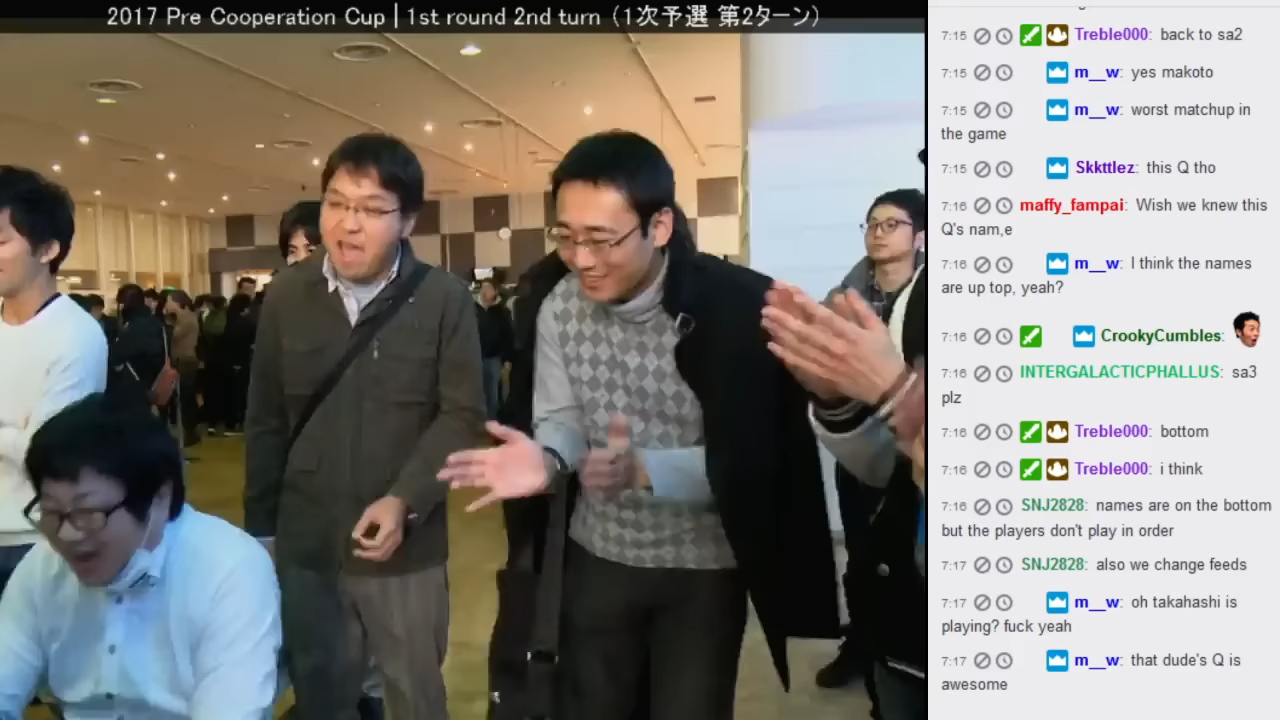 2017 Pre Cooperation Cup | 1st round 2nd turn (1次予選 第2ターン)
7:15 Treble000: back to sa2
7:15 m__w: yes makoto
7:15 m__w: worst matchup in
the game
7:15 Skkttlez: this Q tho
7:16 maffy_fampai: Wish we knew this
Q's nam,e
7:16 m__w: I think the names
are up top, yeah?
7:16 CrookyCumbles:
7:16 INTERGALACTICPHALLUS: sa3
plz
7:16 Treble000: bottom
7:16 Treble000: i think
7:16 SNJ2828: names are on the bottom
but the players don't play in order
7:17 SNJ2828: also we change feeds
7:17 m__w: oh takahashi is
playing? fuck yeah
7:17 m__w: that dude's Q is
awesome